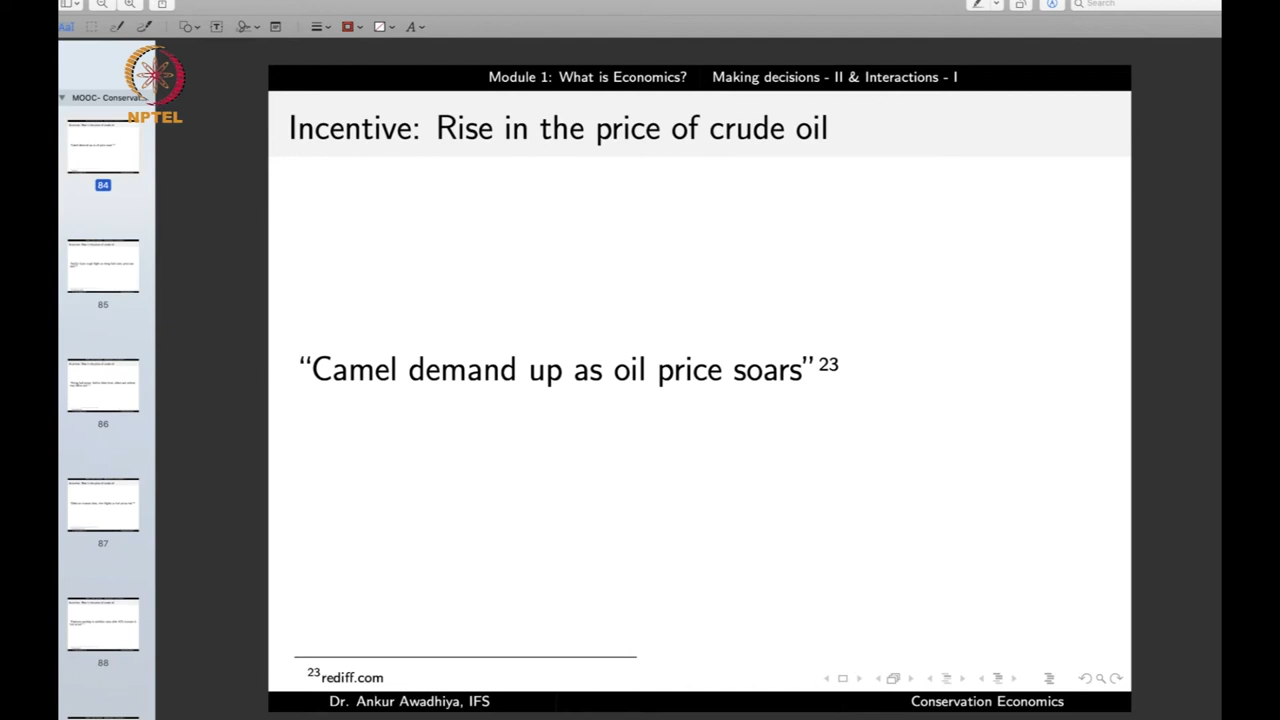 Search
NPTEL
MOOC- Conservat...
84
85
86
87
88
Module 1: What is Economics? Making decisions - II & Interactions - I
Incentive: Rise in the price of crude oil
“Camel demand up as oil price soars”23
23rediff.com
Dr. Ankur Awadhiya, IFS Conservation Economics